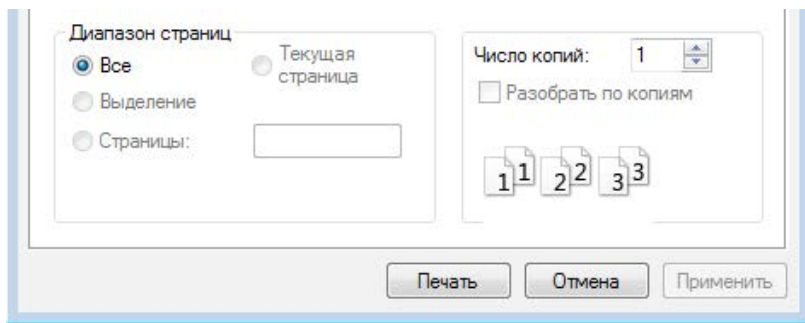 Диапазон страниц
Все
Текущая
страница
Выделение
Страницы:
Число копий: 1
Разобрать по копиям
1 1 2 2 3 3
Печать Отмена Применить